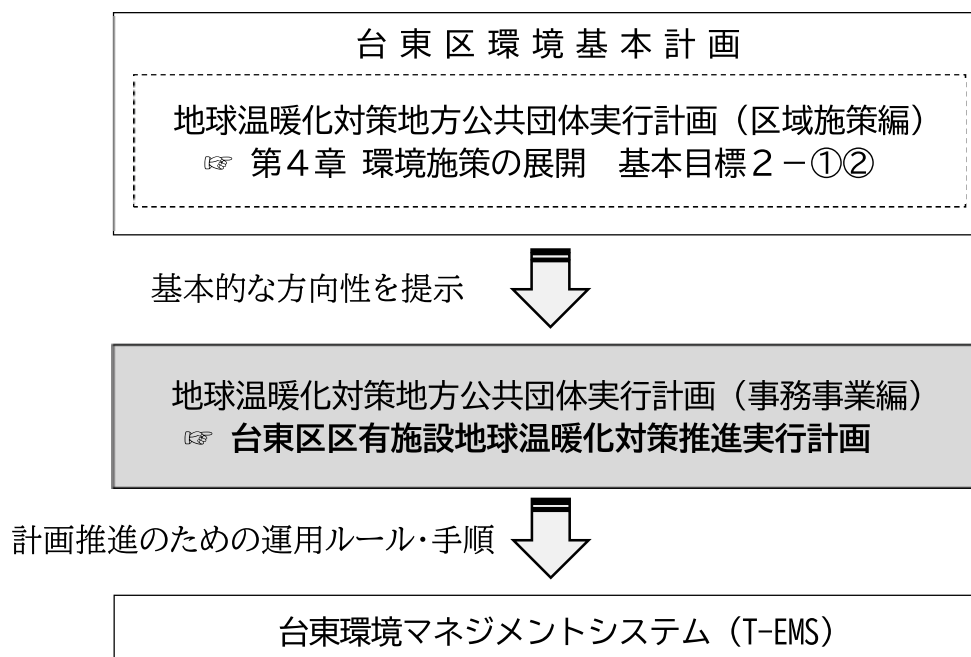 台東区環境基本計画
地球温暖化対策地方公共団体実行計画（区域施策編）
☞ 第４章 環境施策の展開　基本目標２－①②
基本的な方向性を提示
地球温暖化対策地方公共団体実行計画（事務事業編）
☞ 台東区区有施設地球温暖化対策推進実行計画
計画推進のための運用ルール・手順
台東環境マネジメントシステム（T-EMS）